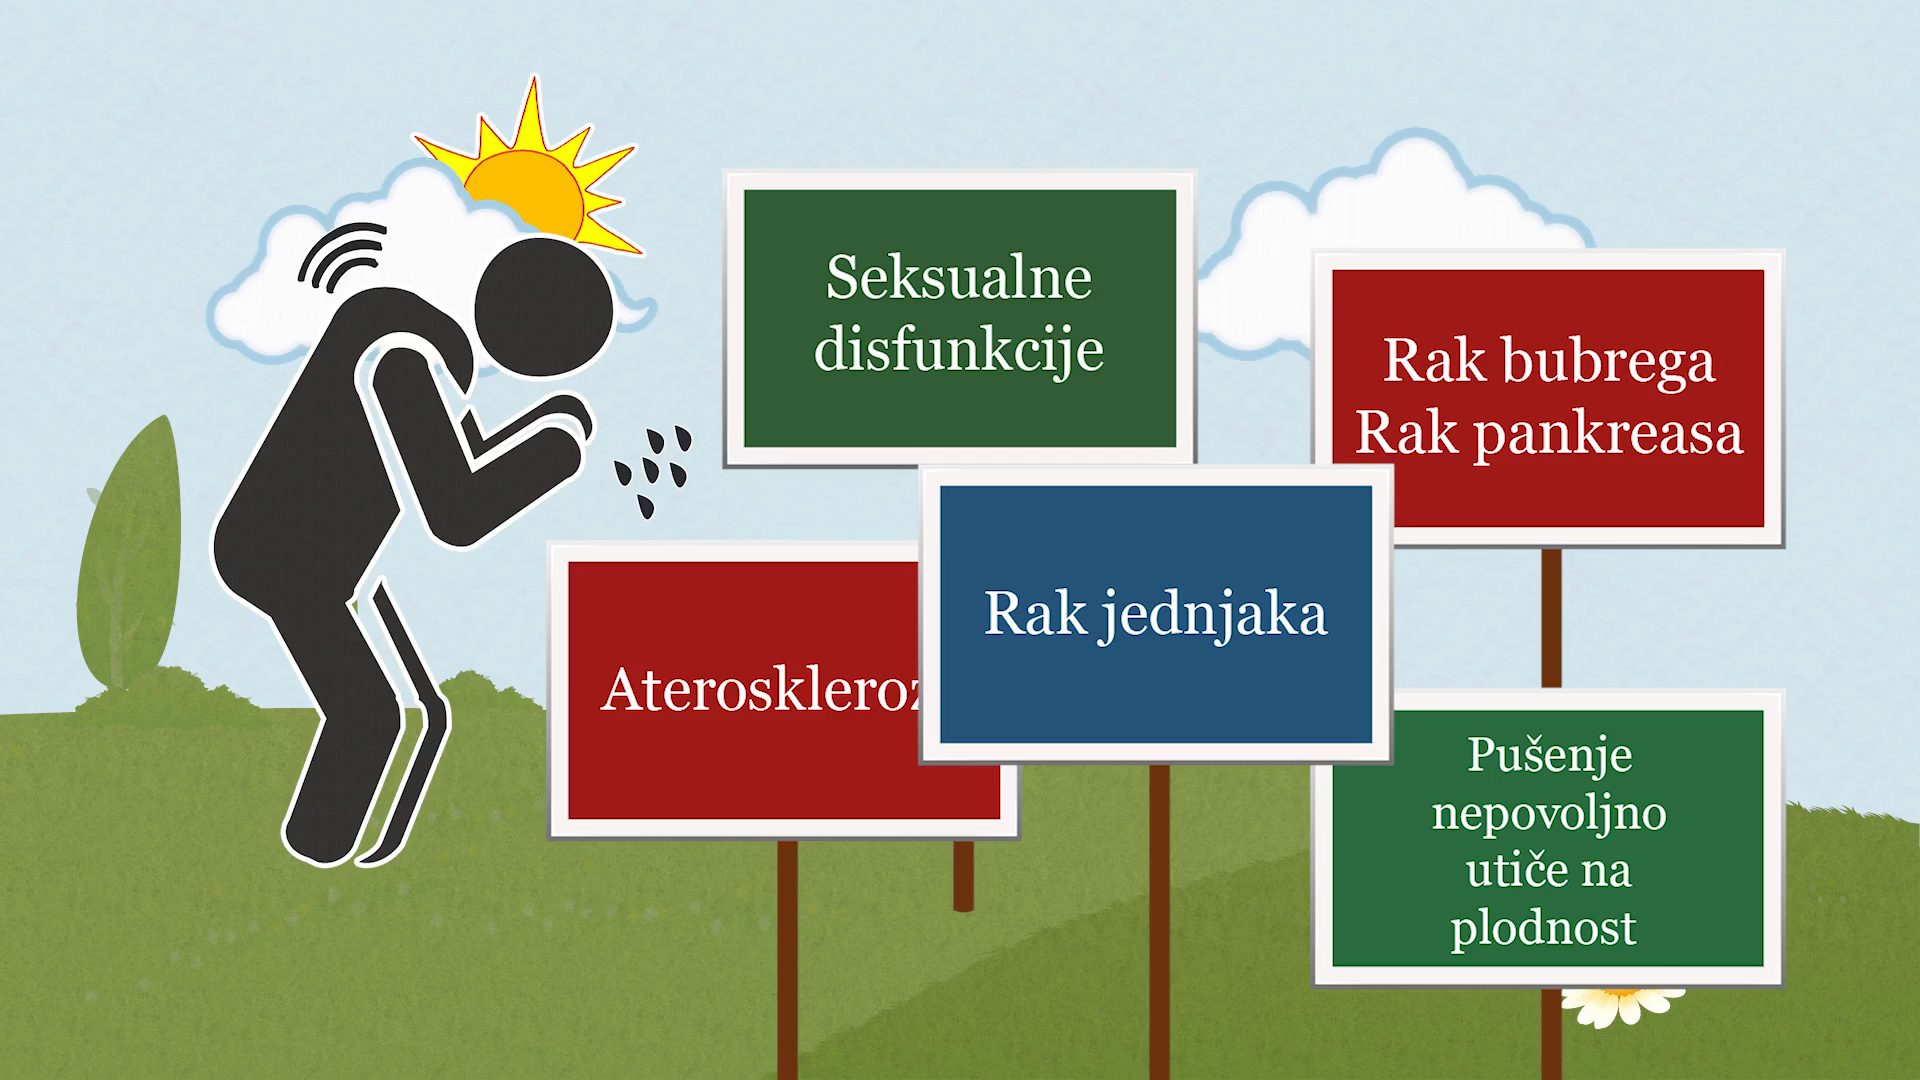 Seksualne
disfunkcije
Rak bubrega
Rak pankreasa
Rak jednjaka
Pušenje
nepovoljno
utiče na
plodnost